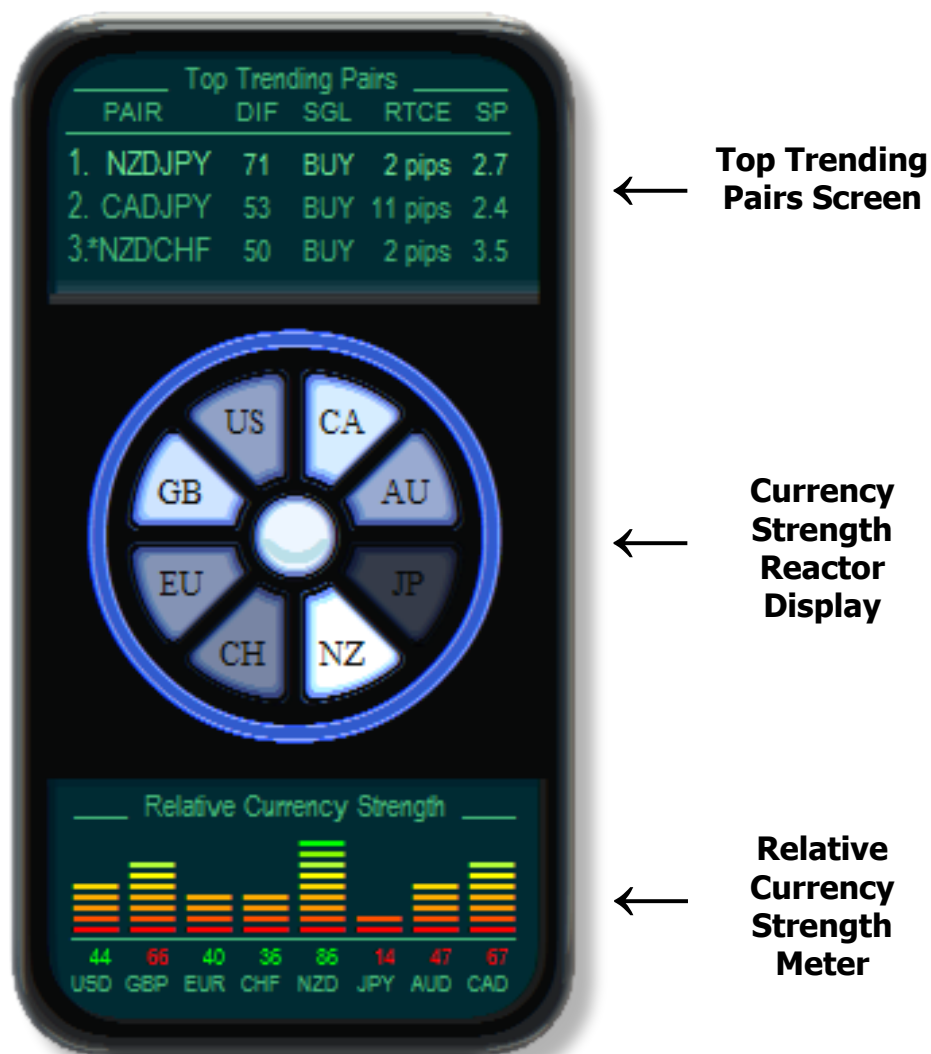 Top Trending Pairs
PAIR DIF SGL RTCE SP
1. NZDJPY 71 BUY 2 pips 2.7
2. CADJPY 53 BUY 11 pips 2.4
3.*NZDCHF 50 BUY 2 pips 3.5
Top Trending
Pairs Screen
US CA
GB AU
EU JP
CH NZ
Currency
Strength
Reactor
Display
Relative Currency Strength
44 66 40 36 86 14 47 67
USD GBP EUR CHF NZD JPY AUD CAD
Relative
Currency
Strength
Meter